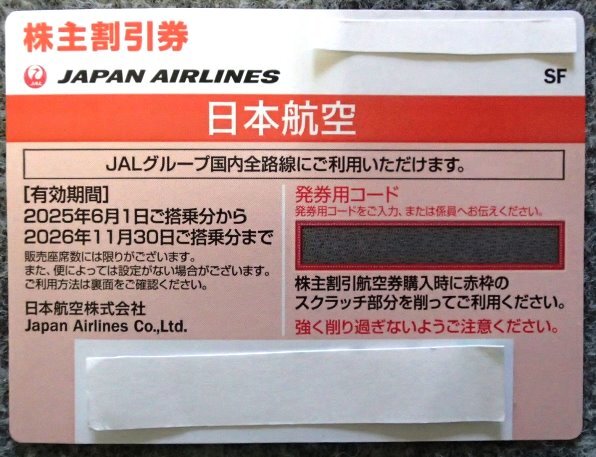 株主割引券
JAL JAPAN AIRLINES
SF
日本航空
JALグループ国内全路線にご利用いただけます。
[有効期間]
2025年6月1日ご搭乗分から
2026年11月30日ご搭乗分まで
販売座席数には限りがございます。
また、便によっては設定がない場合がございます。
ご利用方法は裏面をご確認ください。
日本航空株式会社
Japan Airlines Co.,Ltd.
発券用コード
発券用コードをご入力、または係員へお伝えください。
株主割引航空券購入時に赤枠の
スクラッチ部分を削ってご利用ください。
強く削り過ぎないようご注意ください。